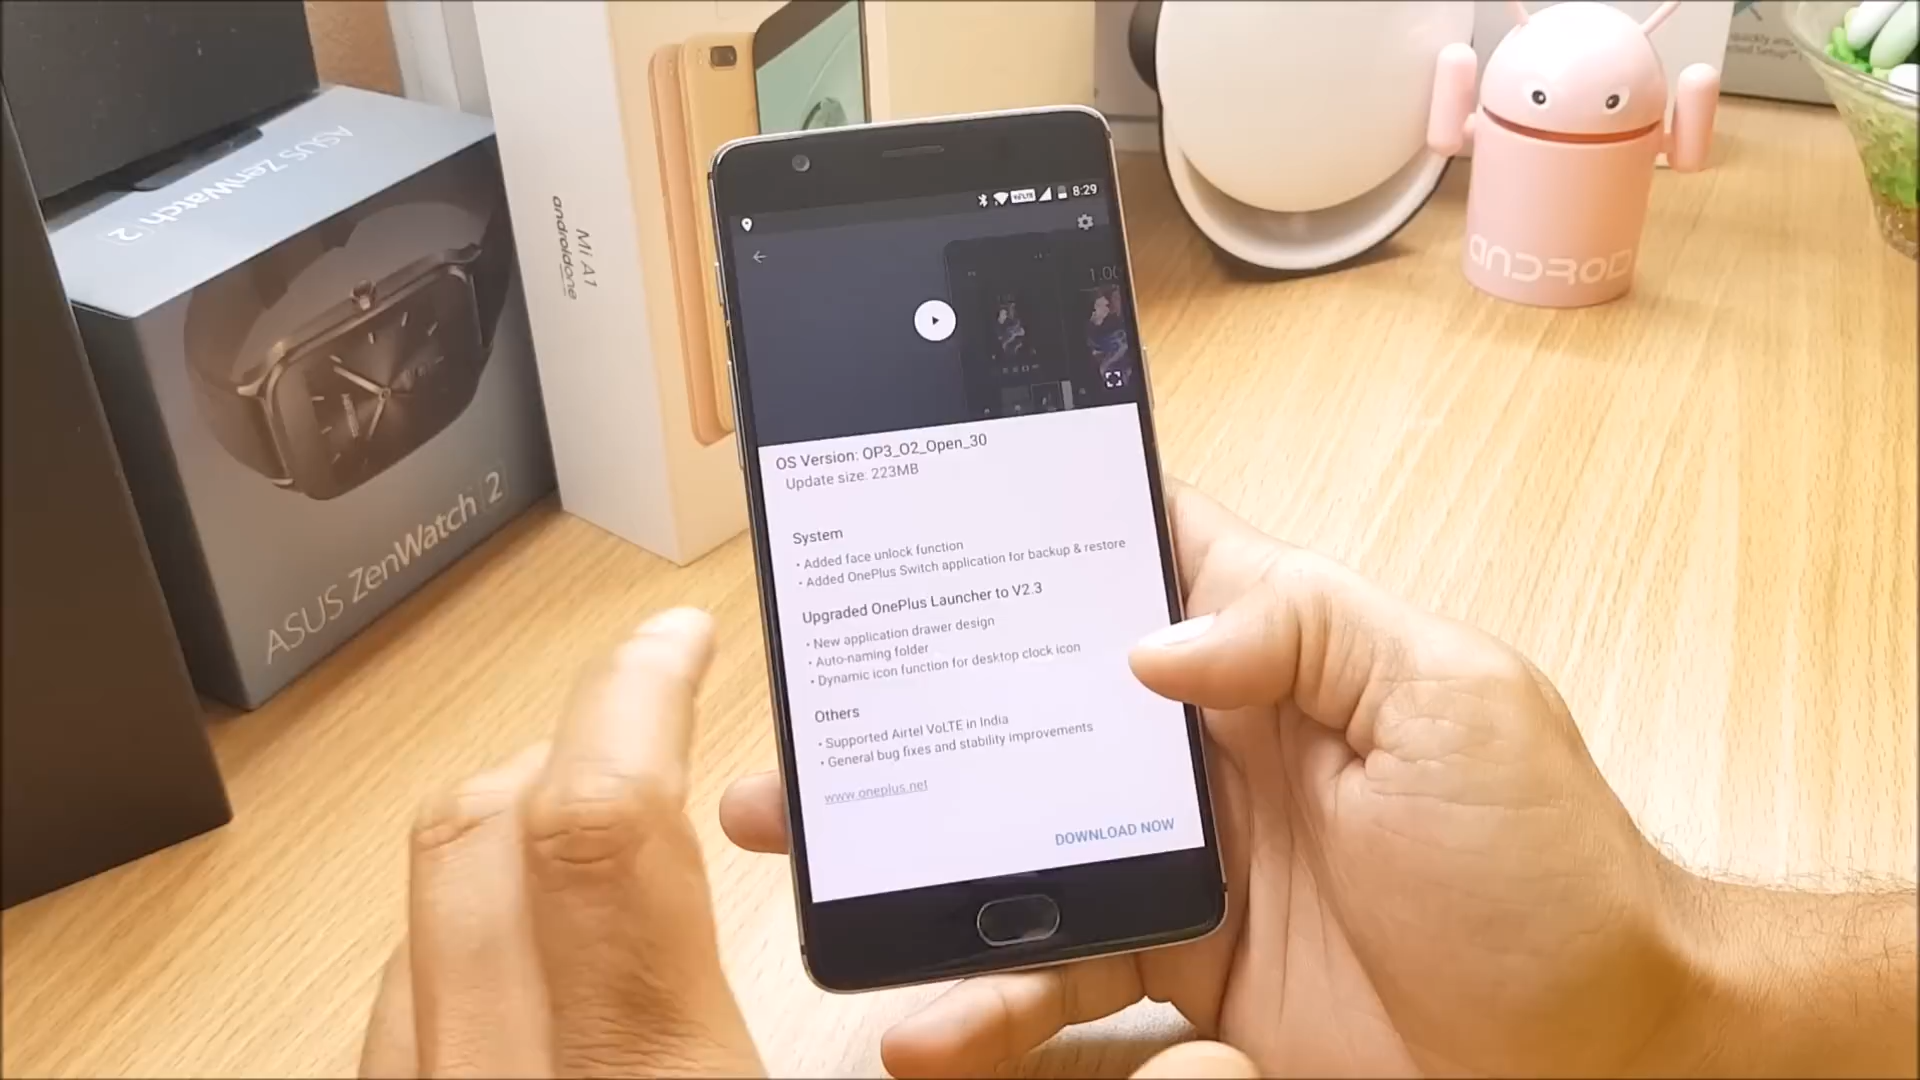 ASUS ZenWatch 2
ASUS ZenWatch 2
Mi A1
androidone
VoLTE
8:29
1.00
OS Version: OP3_O2_Open_30
Update size: 223MB
System
• Added face unlock function
• Added OnePlus Switch application for backup & restore
Upgraded OnePlus Launcher to V2.3
• New application drawer design
• Auto-naming folder
• Dynamic icon function for desktop clock icon
Others
• Supported Airtel VoLTE in India
• General bug fixes and stability improvements
www.oneplus.net
DOWNLOAD NOW
ANDROID